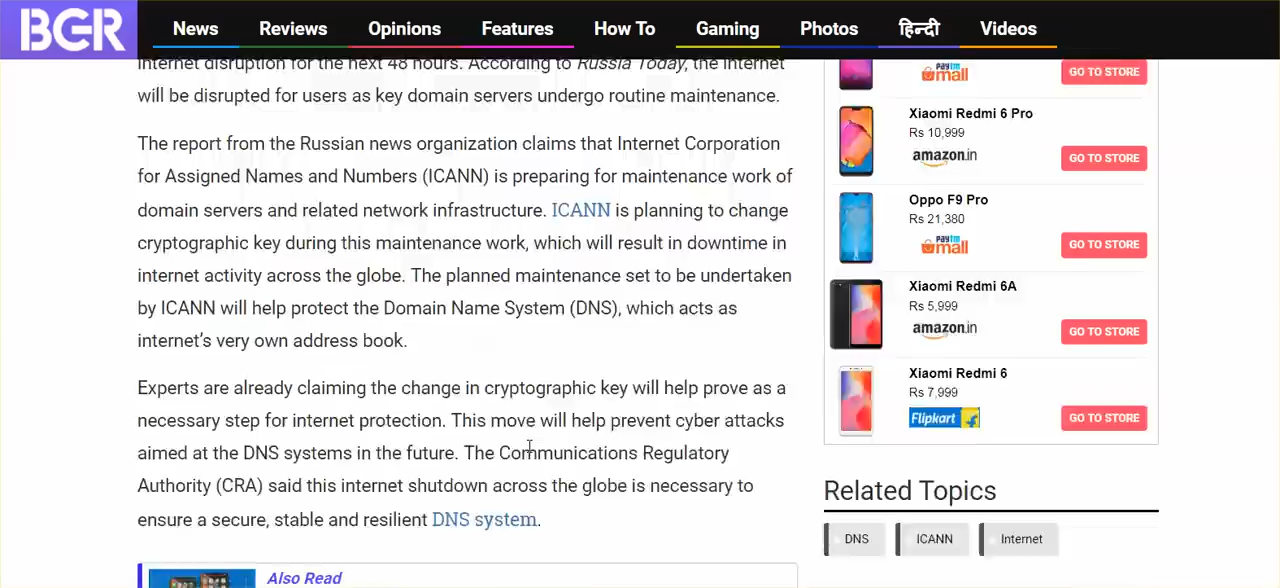 BGR
News Reviews Opinions Features How To Gaming Photos हिन्दी Videos
internet disruption for the next 48 hours. According to Russia Today, the internet
will be disrupted for users as key domain servers undergo routine maintenance.
The report from the Russian news organization claims that Internet Corporation
for Assigned Names and Numbers (ICANN) is preparing for maintenance work of
domain servers and related network infrastructure. ICANN is planning to change
cryptographic key during this maintenance work, which will result in downtime in
internet activity across the globe. The planned maintenance set to be undertaken
by ICANN will help protect the Domain Name System (DNS), which acts as
internet's very own address book.
Experts are already claiming the change in cryptographic key will help prove as a
necessary step for internet protection. This move will help prevent cyber attacks
aimed at the DNS systems in the future. The Communications Regulatory
Authority (CRA) said this internet shutdown across the globe is necessary to
ensure a secure, stable and resilient DNS system.
Also Read
paytm mall GO TO STORE
Xiaomi Redmi 6 Pro
Rs 10,999
amazon.in GO TO STORE
Oppo F9 Pro
Rs 21,380
paytm mall GO TO STORE
Xiaomi Redmi 6A
Rs 5,999
amazon.in GO TO STORE
Xiaomi Redmi 6
Rs 7,999
Flipkart GO TO STORE
Related Topics
DNS ICANN Internet